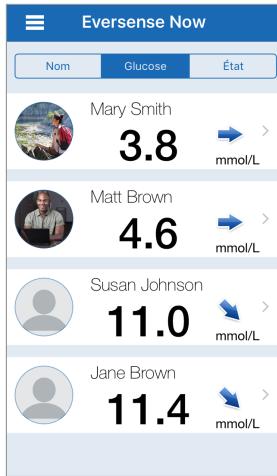 Eversense Now
Nom Glucose État
Mary Smith
3.8
mmol/L
Matt Brown
4.6
mmol/L
Susan Johnson
11.0
mmol/L
Jane Brown
11.4
mmol/L